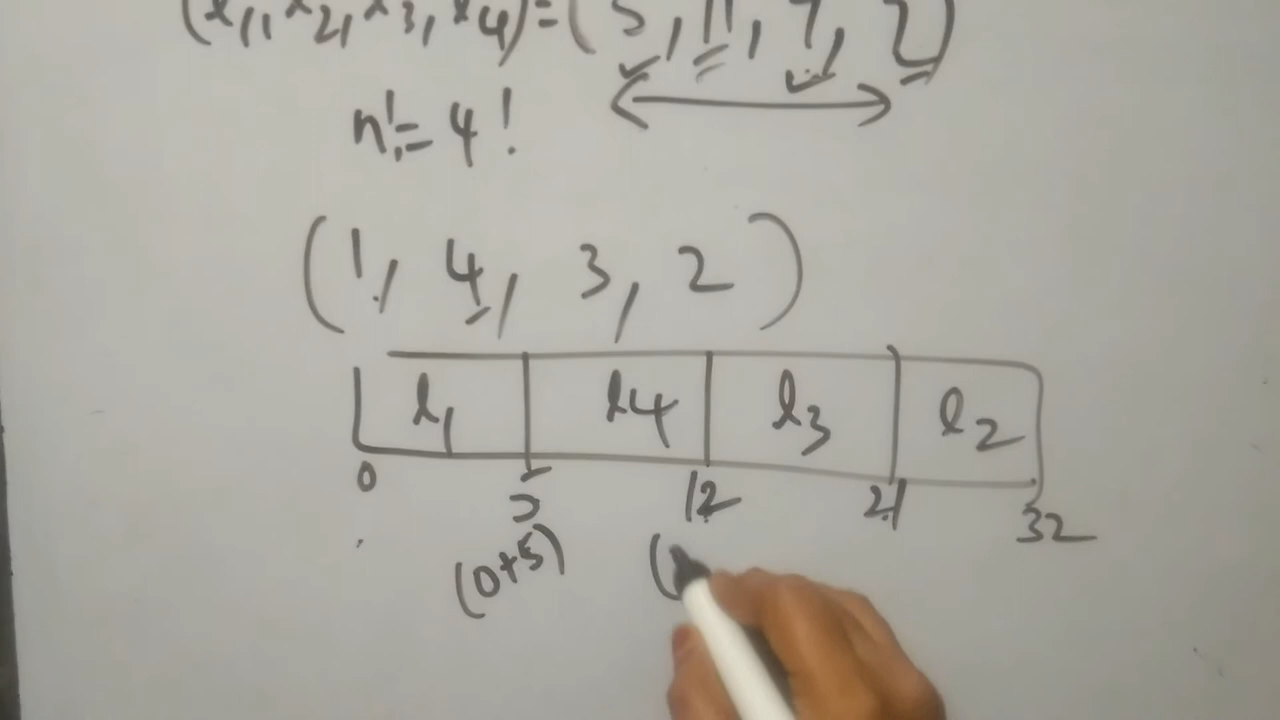 (l1, l2, l3, l4) = (5, 11, 9, 7)
n! = 4!
(1, 4, 3, 2)
l1 l4 l3 l2
0 5 12 21 32
(0+5) (